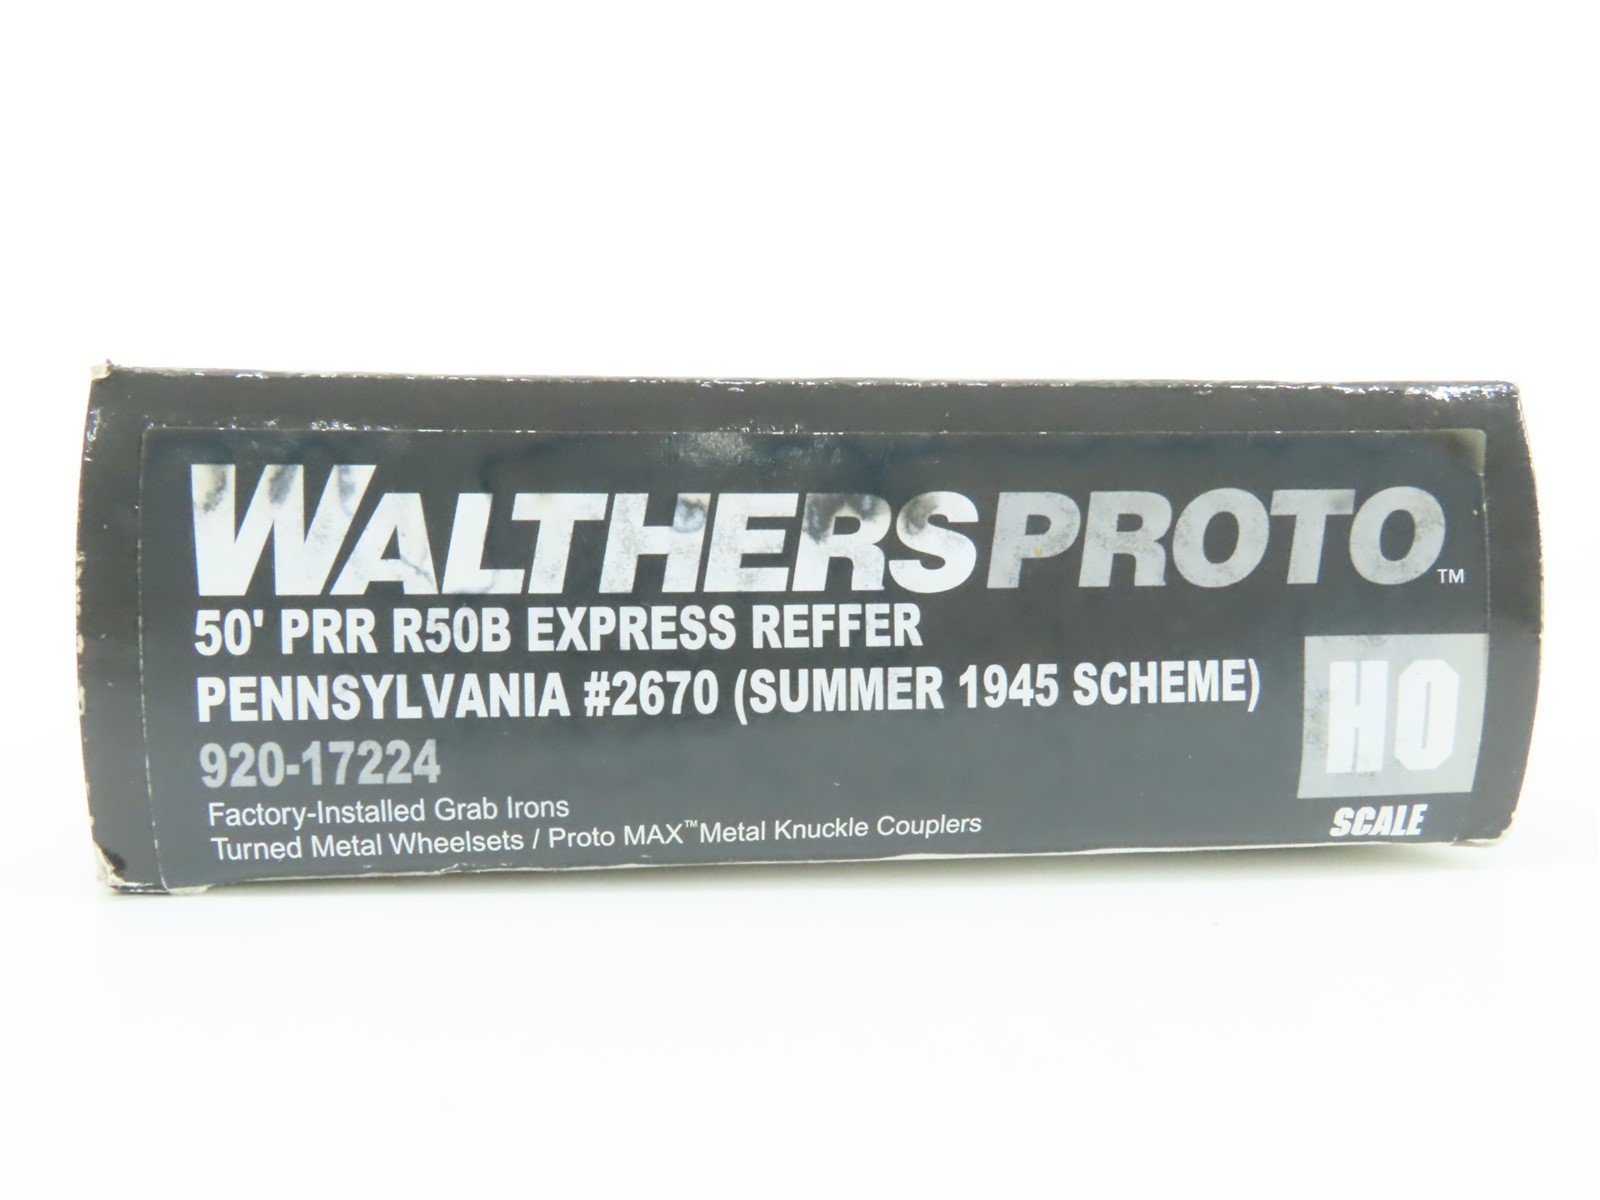 WALTHERSPROTO™
50' PRR R50B EXPRESS REFFER
PENNSYLVANIA #2670 (SUMMER 1945 SCHEME)
920-17224
Factory-Installed Grab Irons
Turned Metal Wheelsets / Proto MAX™ Metal Knuckle Couplers
HO
SCALE